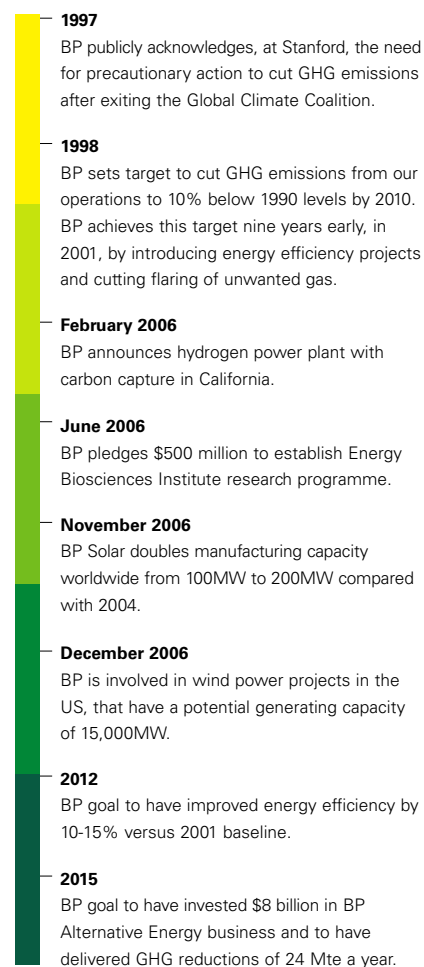 1997
BP publicly acknowledges, at Stanford, the need
for precautionary action to cut GHG emissions
after exiting the Global Climate Coalition.
1998
BP sets target to cut GHG emissions from our
operations to 10% below 1990 levels by 2010.
BP achieves this target nine years early, in
2001, by introducing energy efficiency projects
and cutting flaring of unwanted gas.
February 2006
BP announces hydrogen power plant with
carbon capture in California.
June 2006
BP pledges $500 million to establish Energy
Biosciences Institute research programme.
November 2006
BP Solar doubles manufacturing capacity
worldwide from 100MW to 200MW compared
with 2004.
December 2006
BP is involved in wind power projects in the
US, that have a potential generating capacity
of 15,000MW.
2012
BP goal to have improved energy efficiency by
10-15% versus 2001 baseline.
2015
BP goal to have invested $8 billion in BP
Alternative Energy business and to have
delivered GHG reductions of 24 Mte a year.